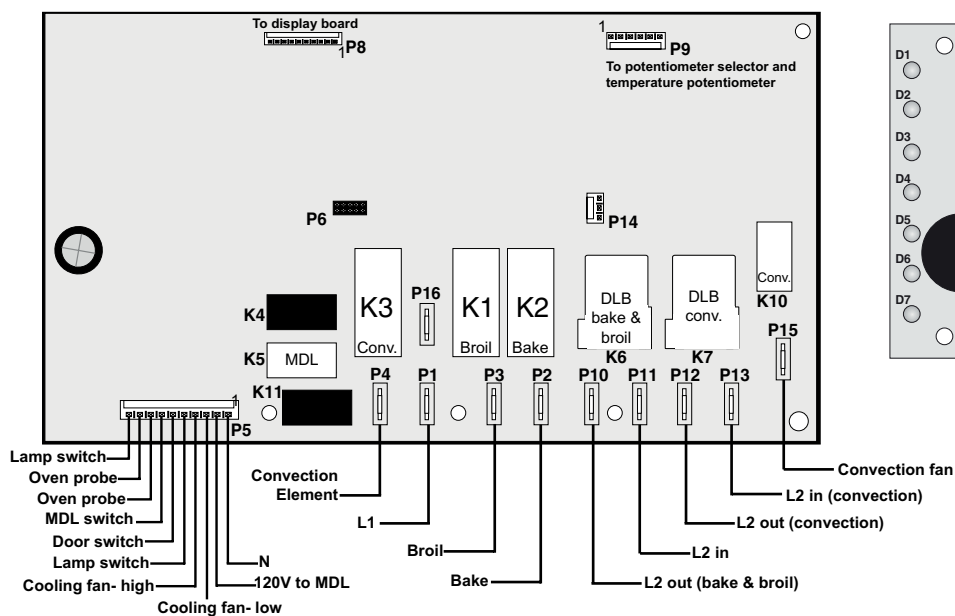 To display board
1
P8
1
P9
To potentiometer selector and
temperature potentiometer
D1
D2
D3
D4
D5
D6
D7
P6
P14
K4
K5
MDL
K11
K3
Conv.
P16
K1
Broil
K2
Bake
DLB
bake &
broil
K6
DLB
conv.
K7
Conv.
K10
P15
P4
P1
P3
P2
P10
P11
P12
P13
1
P5
Lamp switch
Oven probe
Oven probe
MDL switch
Door switch
Lamp switch
Cooling fan- high
Cooling fan- low
120V to MDL
N
Convection
Element
L1
Broil
Bake
L2 out (bake & broil)
L2 in
L2 out (convection)
L2 in (convection)
Convection fan